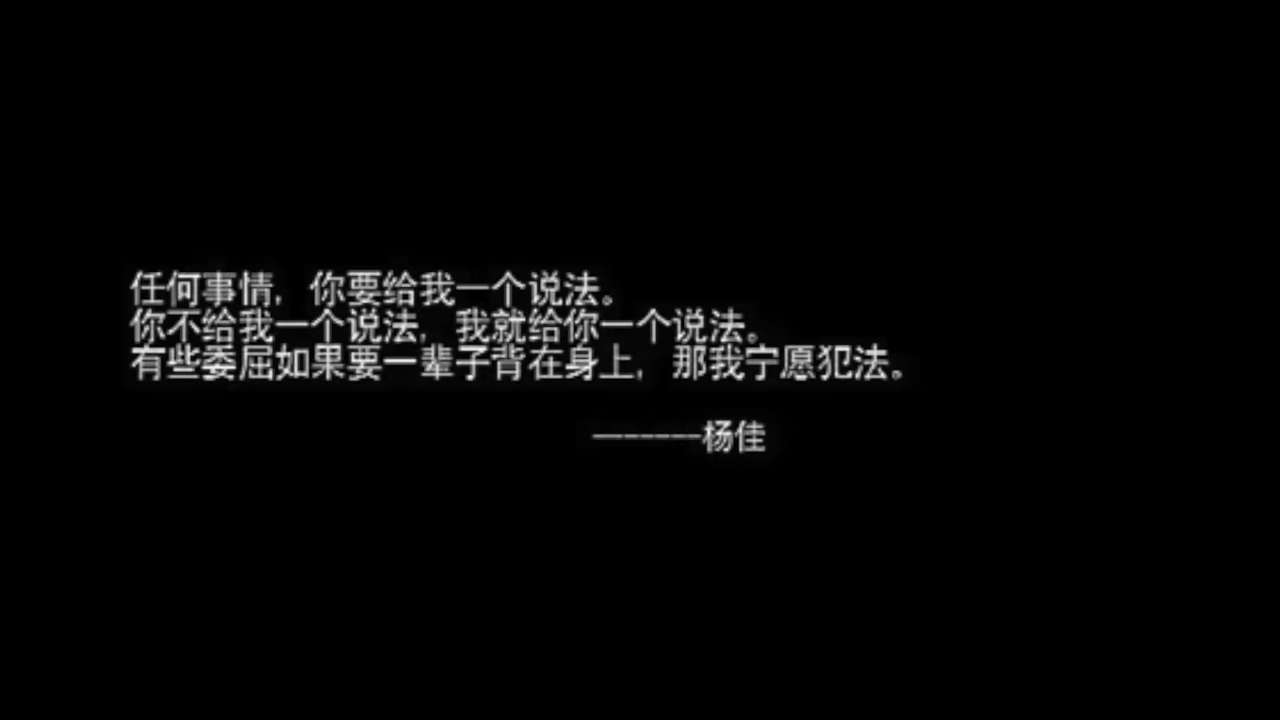 任何事情，你要给我一个说法。
你不给我一个说法，我就给你一个说法。
有些委屈如果要一辈子背在身上，那我宁愿犯法。
-------杨佳